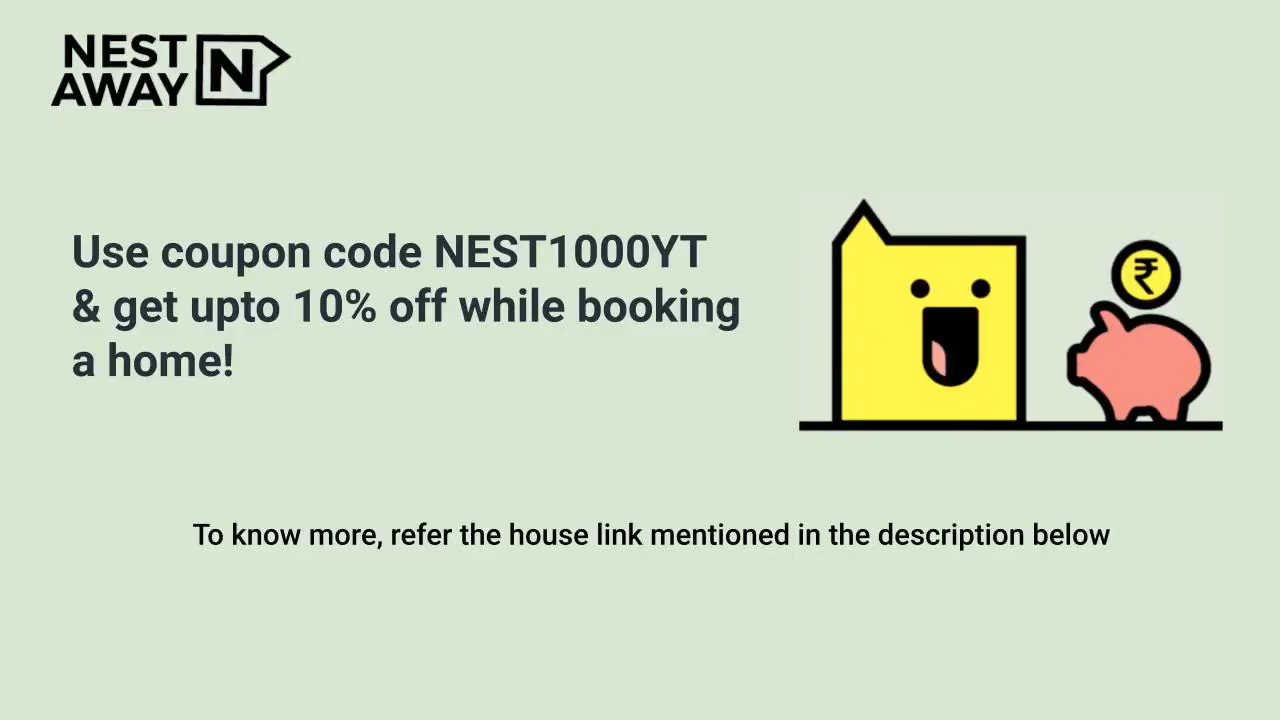 NEST
AWAY N
Use coupon code NEST1000YT
& get upto 10% off while booking
a home!
₹
To know more, refer the house link mentioned in the description below